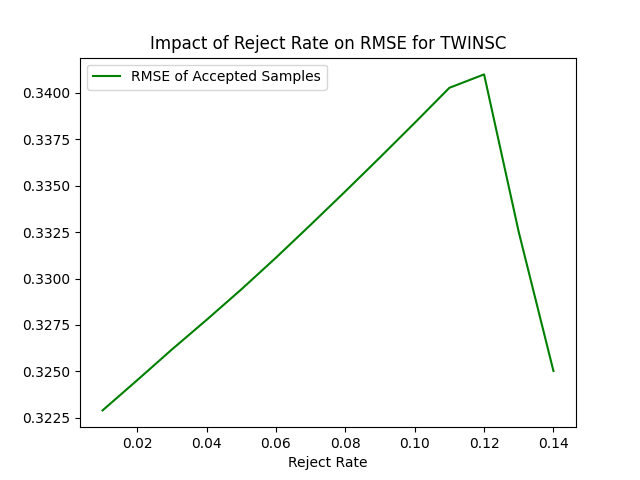 Impact of Reject Rate on RMSE for TWINSC
RMSE of Accepted Samples
0.3400
0.3375
0.3350
0.3325
0.3300
0.3275
0.3250
0.3225
0.02 0.04 0.06 0.08 0.10 0.12 0.14
Reject Rate